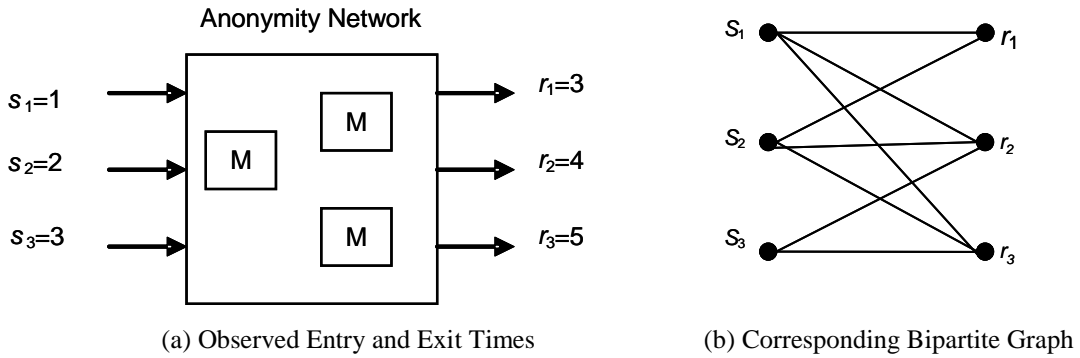 Anonymity Network
s1=1
s2=2
s3=3
M
M
M
r1=3
r2=4
r3=5
(a) Observed Entry and Exit Times
S1
S2
S3
r1
r2
r3
(b) Corresponding Bipartite Graph